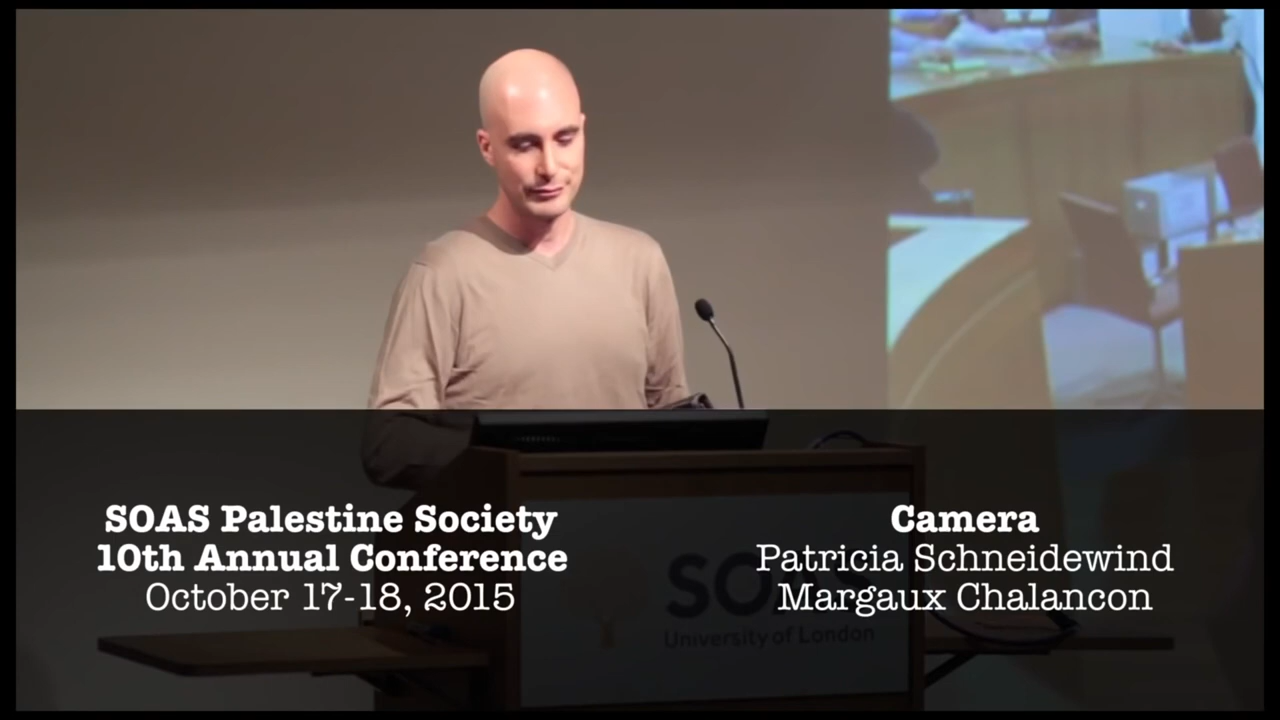 SOAS Palestine Society
10th Annual Conference
October 17-18, 2015
Camera
Patricia Schneidewind
Margaux Chalancon
SOAS
University of London